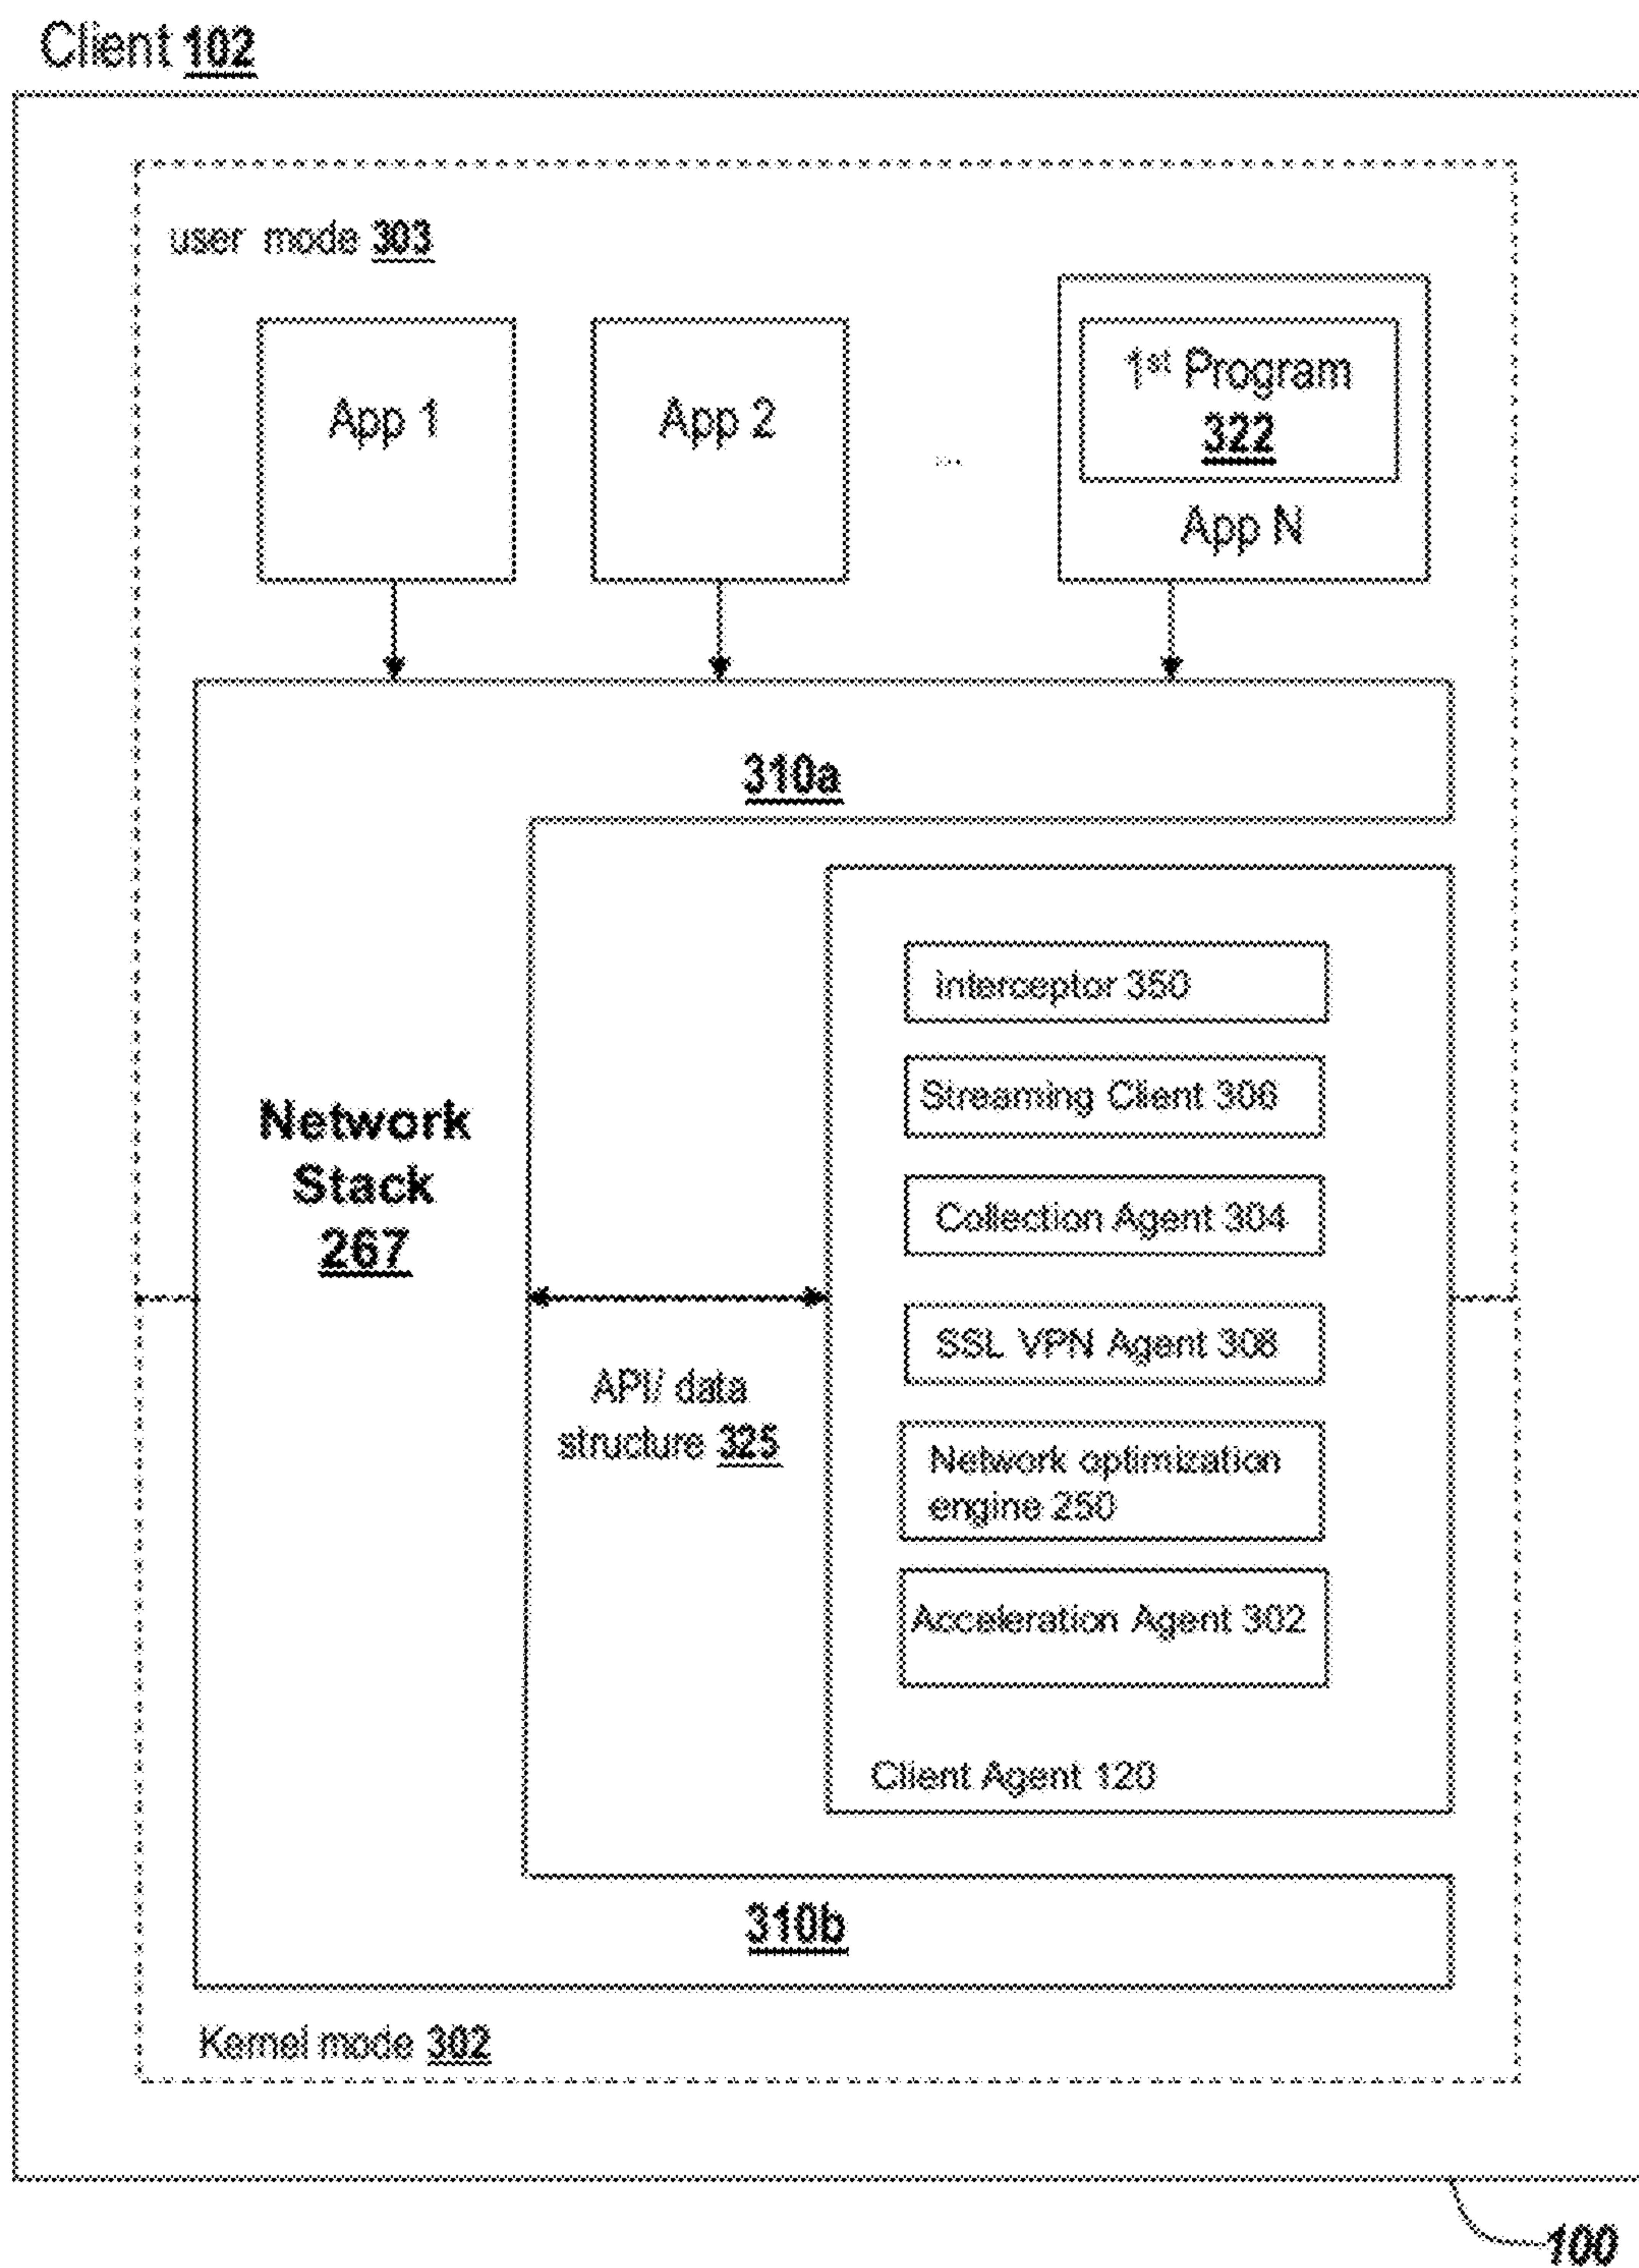 Client 102
user mode 303
App 1
App 2
...
1st Program
322
App N
310a
Network
Stack
267
API/ data
structure 325
interceptor 350
Streaming Client 306
Collection Agent 304
SSL VPN Agent 308
Network optimization
engine 250
Acceleration Agent 302
Client Agent 120
310b
Kernel mode 302
100